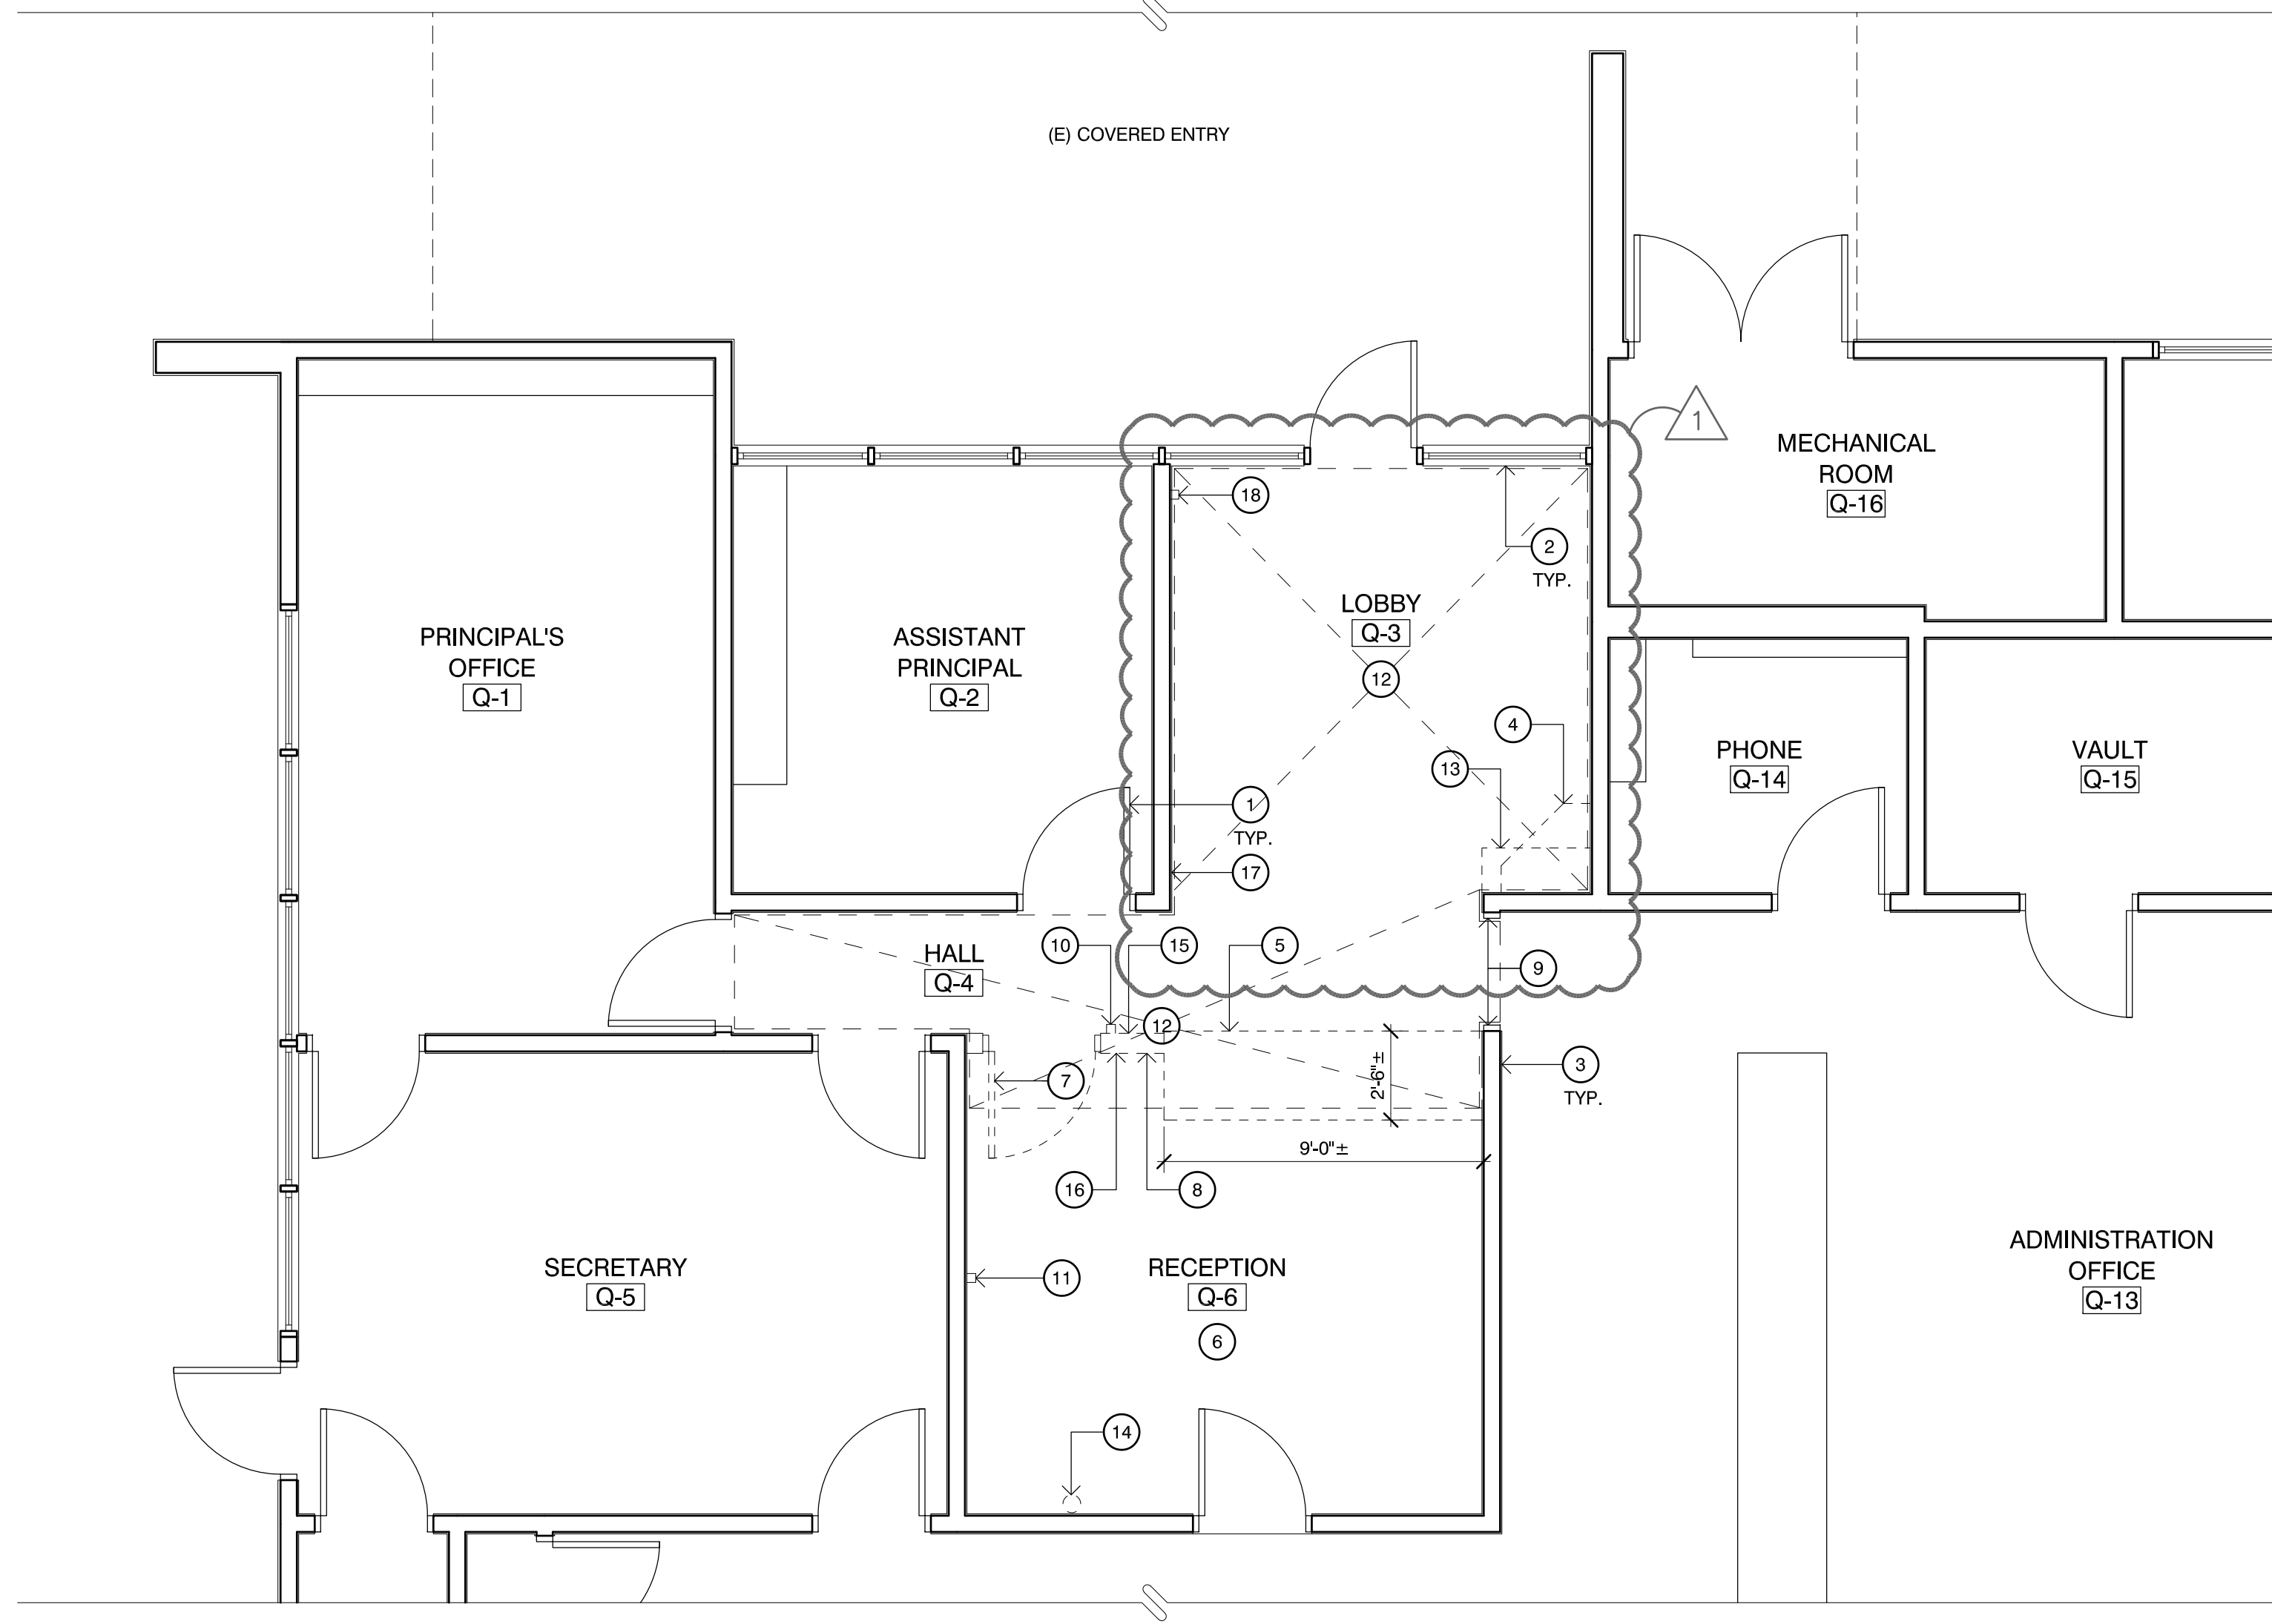 (E) COVERED ENTRY
1
MECHANICAL
ROOM
Q-16
18
2
TYP.
LOBBY
Q-3
12
PRINCIPAL'S
OFFICE
Q-1
ASSISTANT
PRINCIPAL
Q-2
4
13
PHONE
Q-14
VAULT
Q-15
1
TYP.
17
HALL
Q-4
10
15
5
9
12
7
2'-6"±
3
TYP.
9'-0"±
16
8
SECRETARY
Q-5
11
RECEPTION
Q-6
6
ADMINISTRATION
OFFICE
Q-13
14